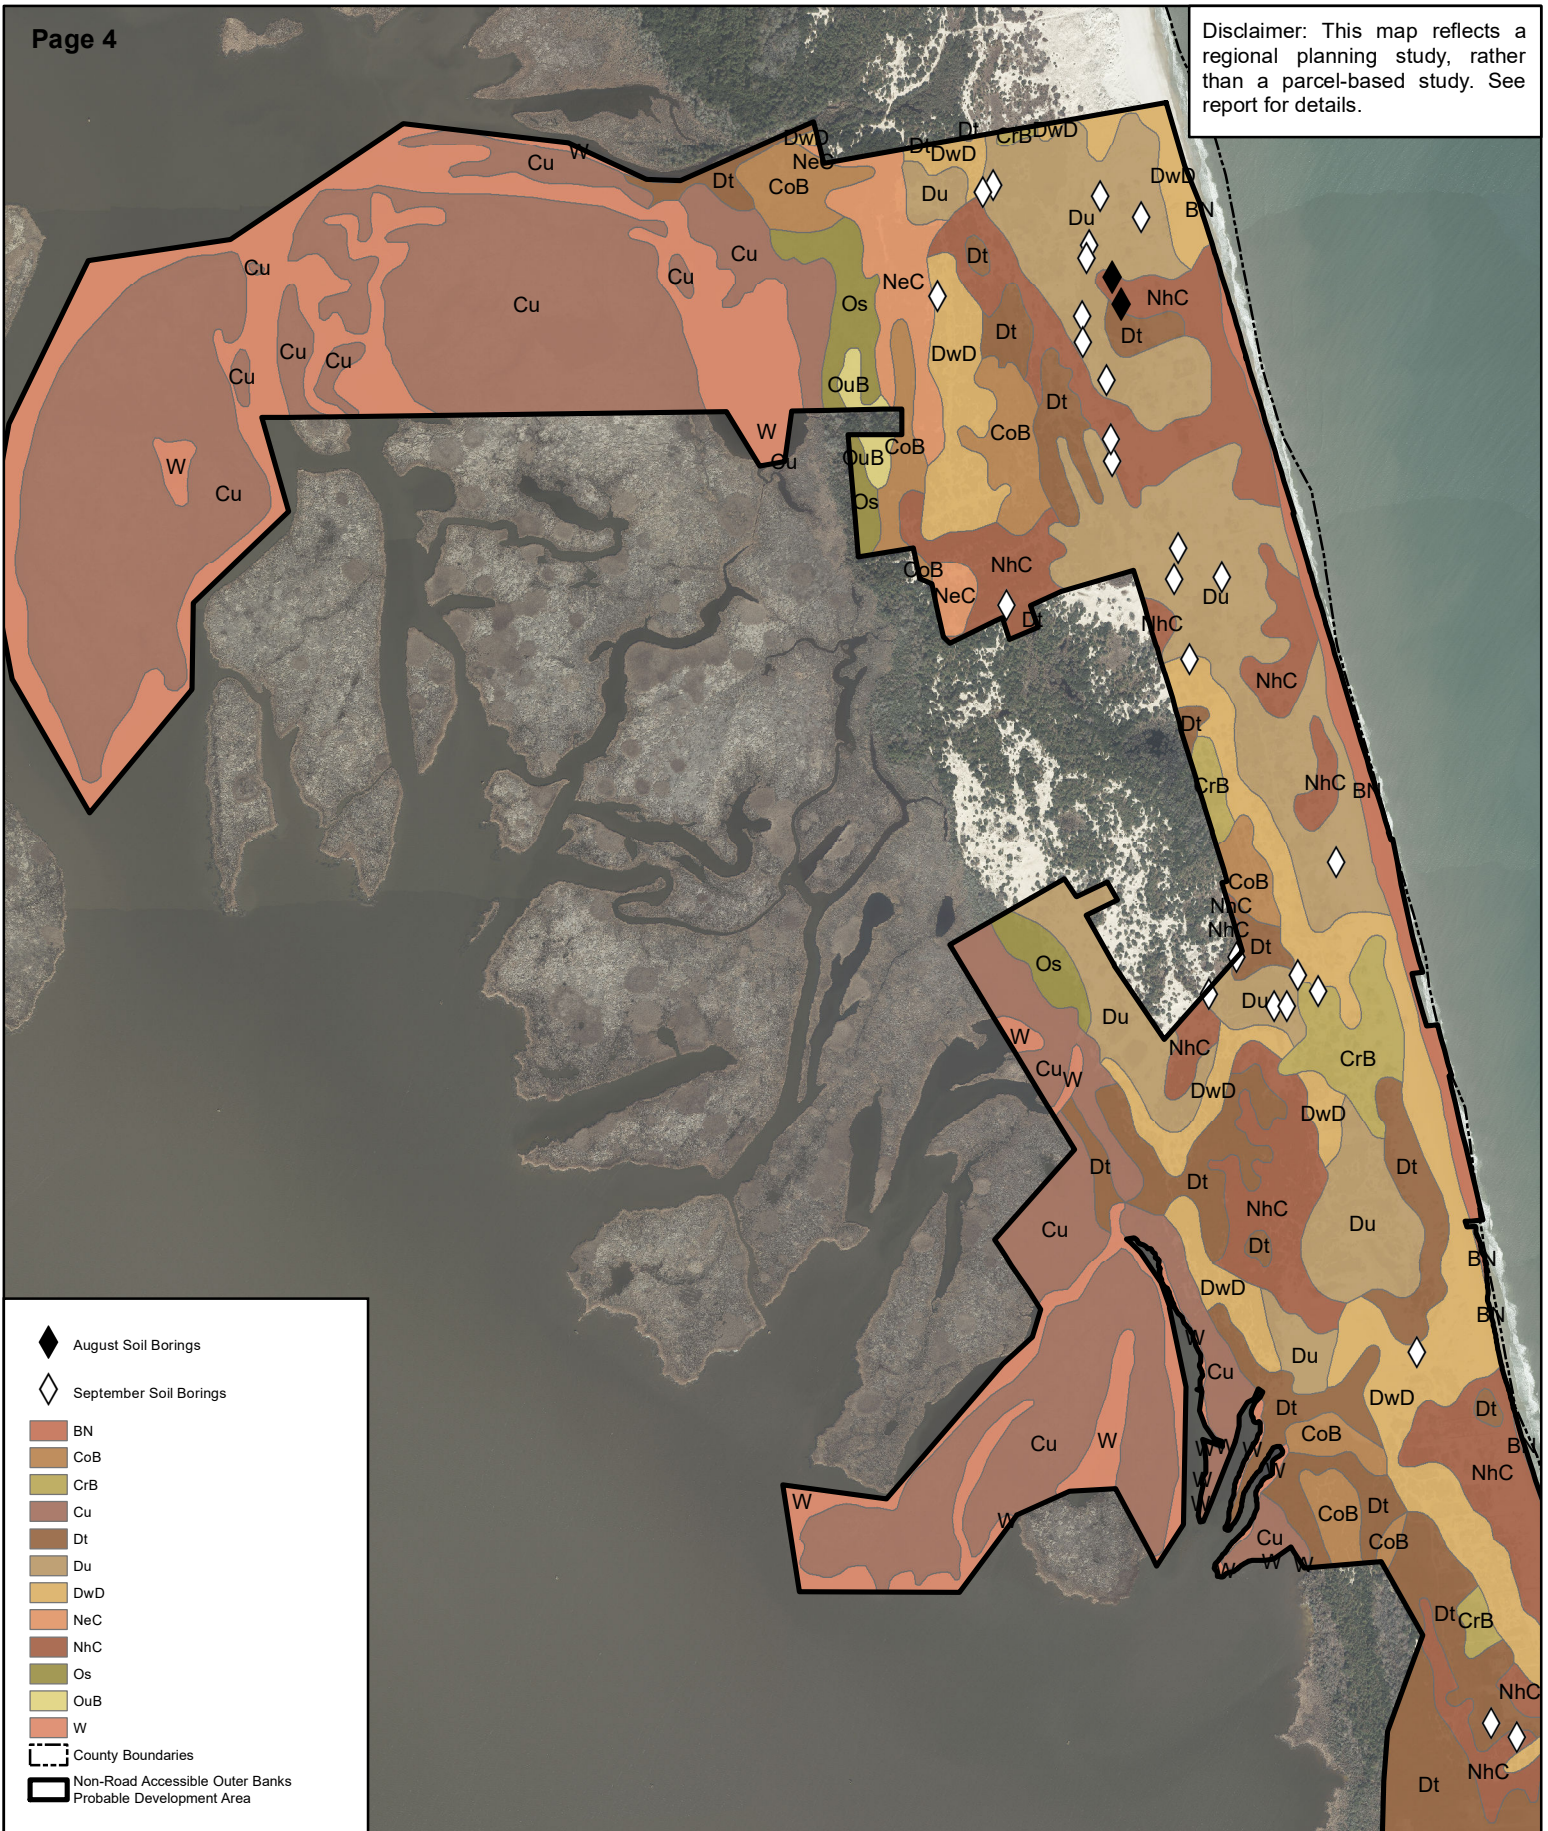 Page 4
Disclaimer: This map reflects a
regional planning study, rather
than a parcel-based study. See
report for details.
Dt
CrB
DwD
DwD
Dt
DwD
Cu
W
NeC
Dt
CoB
Du
DwD
BN
Du
Cu
Dt
Cu
Cu
NeC
NhC
Cu
Os
Dt
Dt
Cu
Cu
DwD
Cu
OuB
Dt
W
CoB
CoB
OuB
Cu
W
Cu
Os
NhC
CoB
NeC
Du
Dt
NhC
NhC
Dt
CrB
NhC
BN
CoB
NhC
NhC
Dt
Os
Du
Du
W
NhC
CrB
Cu
W
DwD
DwD
Dt
Dt
Dt
NhC
Du
Cu
Dt
BN
DwD
BN
W
Du
Cu
DwD
Dt
Dt
CoB
Cu
W
W
W
W
BN
W
NhC
W
W
W
CoB
Dt
W
Cu
CoB
W
W
W
Dt
CrB
NhC
NhC
Dt
August Soil Borings
September Soil Borings
BN
CoB
CrB
Cu
Dt
Du
DwD
NeC
NhC
Os
OuB
W
County Boundaries
Non-Road Accessible Outer Banks
Probable Development Area